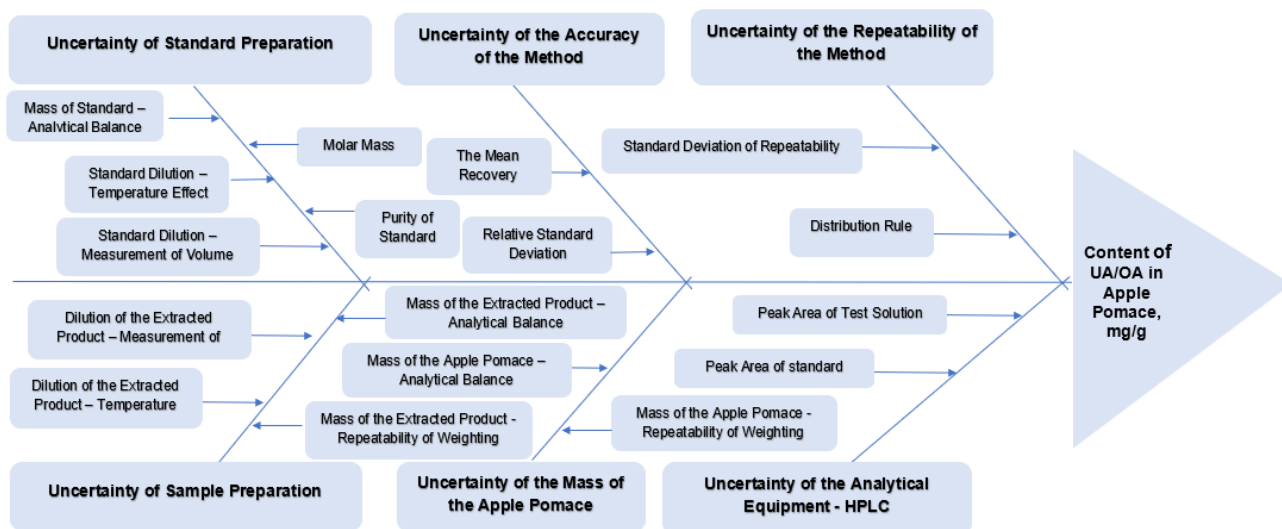 Uncertainty of Standard Preparation
Uncertainty of the Accuracy
of the Method
Uncertainty of the Repeatability of
the Method
Mass of Standard –
Analytical Balance
Molar Mass
Standard Dilution –
Temperature Effect
Purity of
Standard
Standard Dilution –
Measurement of Volume
The Mean
Recovery
Relative Standard
Deviation
Standard Deviation of Repeatability
Distribution Rule
Content of
UA/OA in
Apple
Pomace,
mg/g
Mass of the Extracted Product –
Analytical Balance
Dilution of the Extracted
Product – Measurement of
Dilution of the Extracted
Product – Temperature
Mass of the Extracted Product -
Repeatability of Weighting
Mass of the Apple Pomace –
Analytical Balance
Mass of the Apple Pomace -
Repeatability of Weighting
Peak Area of Test Solution
Peak Area of standard
Uncertainty of Sample Preparation
Uncertainty of the Mass of
the Apple Pomace
Uncertainty of the Analytical
Equipment - HPLC